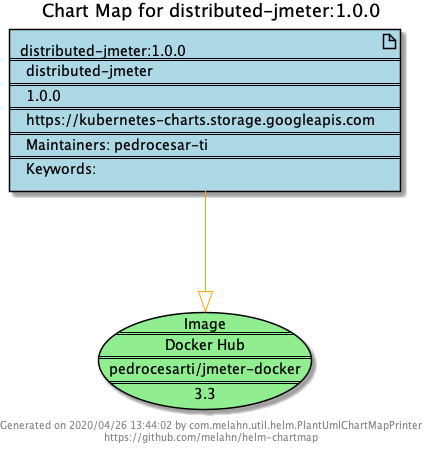 Chart Map for distributed-jmeter:1.0.0
distributed-jmeter:1.0.0
distributed-jmeter
1.0.0
https://kubernetes-charts.storage.googleapis.com
Maintainers: pedrocesar-ti
Keywords:
Image
Docker Hub
pedrocesarti/jmeter-docker
3.3
Generated on 2020/04/26 13:44:02 by com.melahn.util.helm.PlantUmlChartMapPrinter
https://github.com/melahn/helm-chartmap